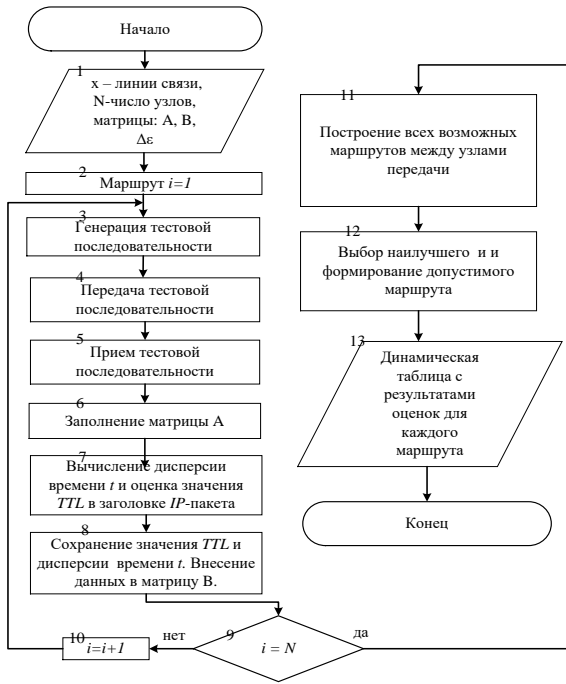 Начало
1
x – линии связи,
N-число узлов,
матрицы: A, B,
Δε
2
Маршрут i=1
3
Генерация тестовой
последовательности
4
Передача тестовой
последовательности
5
Прием тестовой
последовательности
6
Заполнение матрицы А
7
Вычисление дисперсии
времени t и оценка значения
TTL в заголовке IP-пакета
8
Сохранение значения TTL и
дисперсии времени t. Внесение
данных в матрицу В.
9
i = N
нет
да
10
i=i+1
11
Построение всех возможных
маршрутов между узлами
передачи
12
Выбор наилучшего и и
формирование допустимого
маршрута
13
Динамическая
таблица с
результатами
оценок для
каждого
маршрута
Конец